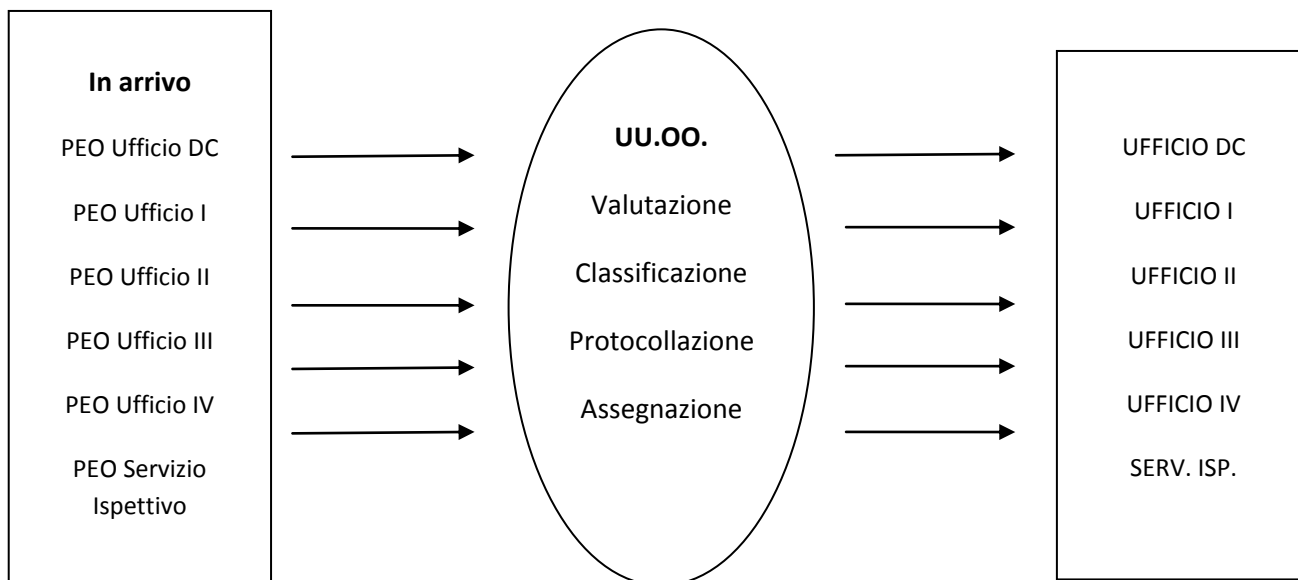 In arrivo
PEO Ufficio DC
PEO Ufficio I
PEO Ufficio II
PEO Ufficio III
PEO Ufficio IV
PEO Servizio
Ispettivo
UU.OO.
Valutazione
Classificazione
Protocollazione
Assegnazione
UFFICIO DC
UFFICIO I
UFFICIO II
UFFICIO III
UFFICIO IV
SERV. ISP.